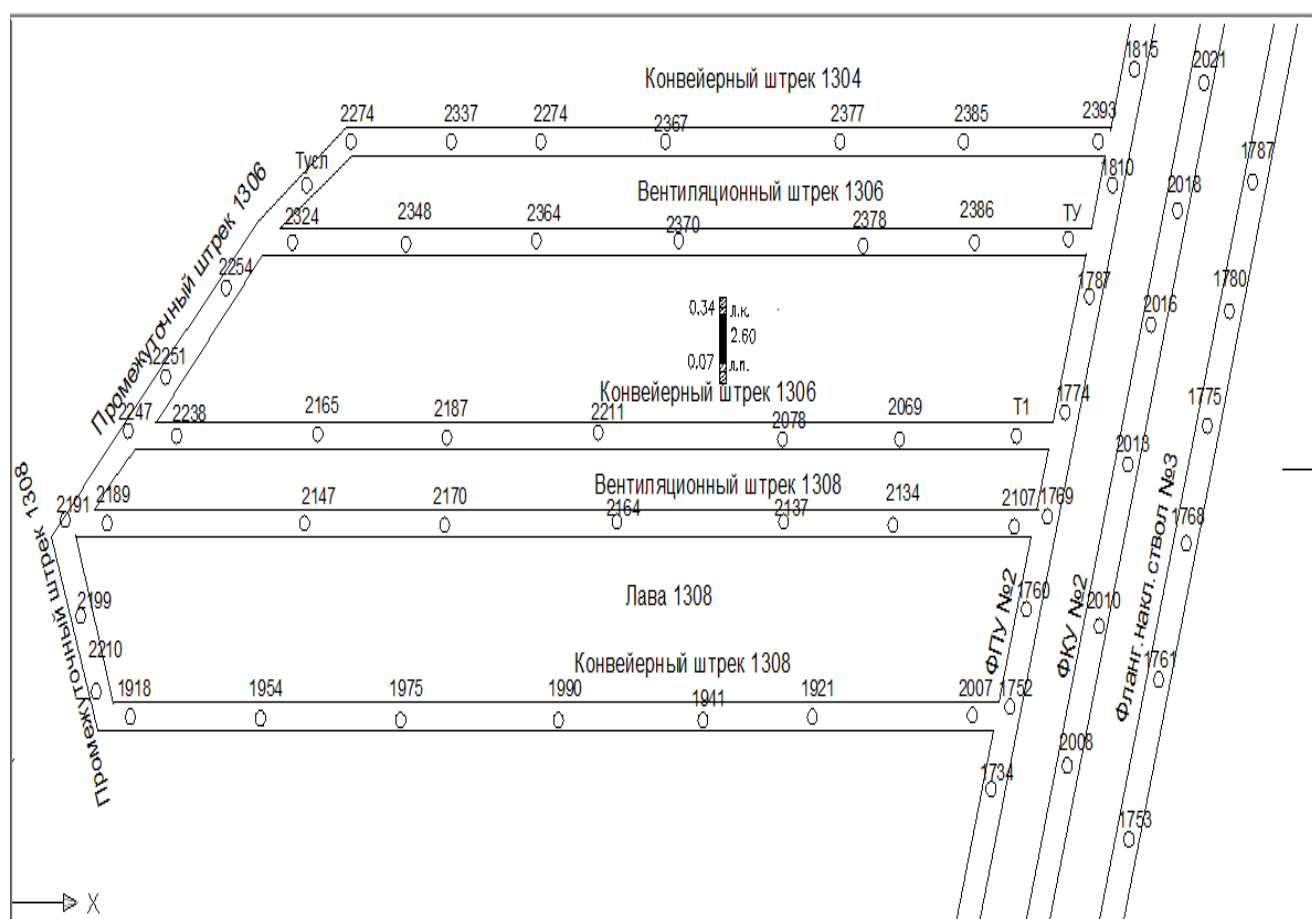 1815
2021
Конвейерный штрек 1304
2274 2337 2274 2367 2377 2385 2393
Тусл
1787
1810
Вентиляционный штрек 1306
2018
Промежуточный штрек 1306
2324 2348 2364 2370 2378 2386 ТУ
2254
1787
1780
0.34 л.к.
2.60
0.07 л.п.
2016
2251
Конвейерный штрек 1306
2247 2238 2165 2187 2211 2078 2069 Т1 1774
1775
2013
Вентиляционный штрек 1308
2191 2189 2147 2170 2164 2137 2134 2107 1769
1768
Промежуточный штрек 1308
Лава 1308
2199
1760
2010
ФПУ №2
ФКУ №2
Фланг.накл.ствол №3
Конвейерный штрек 1308
2210
1761
1918 1954 1975 1990 1941 1921 2007 1752
2008
1734
1753
X